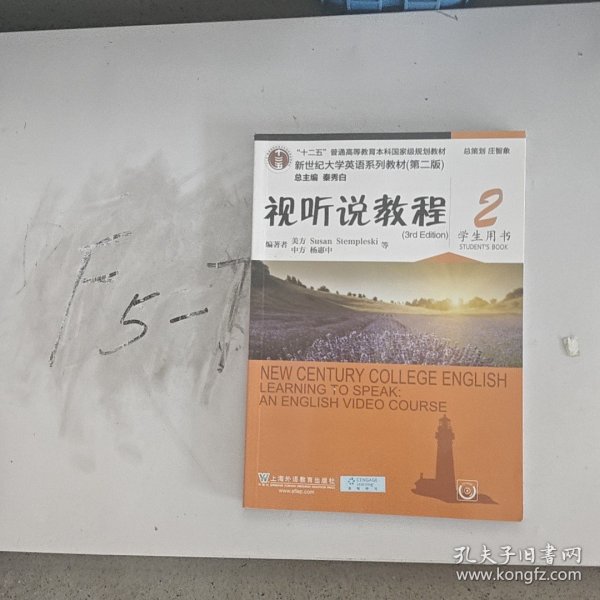 "十二五"普通高等教育本科国家级规划教材
总策划 庄智象
新世纪大学英语系列教材(第二版)
总主编 秦秀白
视听说教程
(3rd Edition)
2
学生用书
STUDENT'S BOOK
编著者 美方 Susan Stempleski
中方 杨惠中 等
F5-7
NEW CENTURY COLLEGE ENGLISH
LEARNING TO SPEAK:
AN ENGLISH VIDEO COURSE
上海外语教育出版社
www.sflep.com
CENGAGE
Learning
孔夫子旧书网
www.kongfz.com